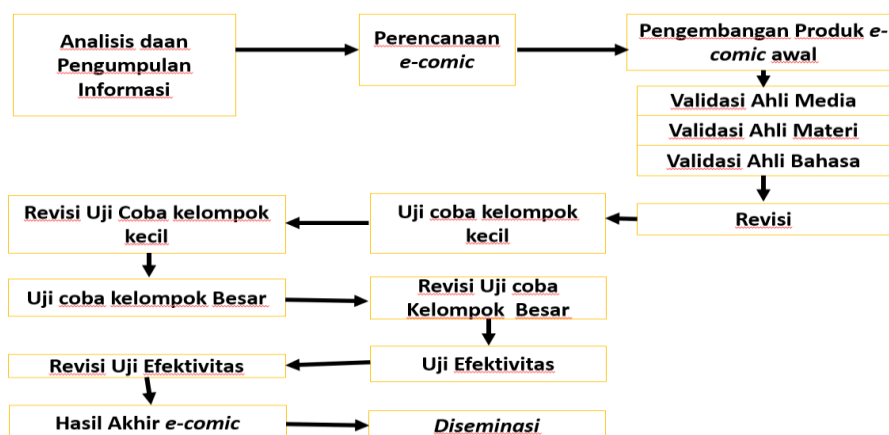 Analisis daan
Pengumpulan
Informasi
Perencanaan
e-comic
Pengembangan Produk e-
comic awal
Validasi Ahli Media
Validasi Ahli Materi
Validasi Ahli Bahasa
Revisi
Uji coba kelompok
kecil
Revisi Uji Coba kelompok
kecil
Uji coba kelompok Besar
Revisi Uji coba
Kelompok Besar
Uji Efektivitas
Revisi Uji Efektivitas
Hasil Akhir e-comic
Diseminasi